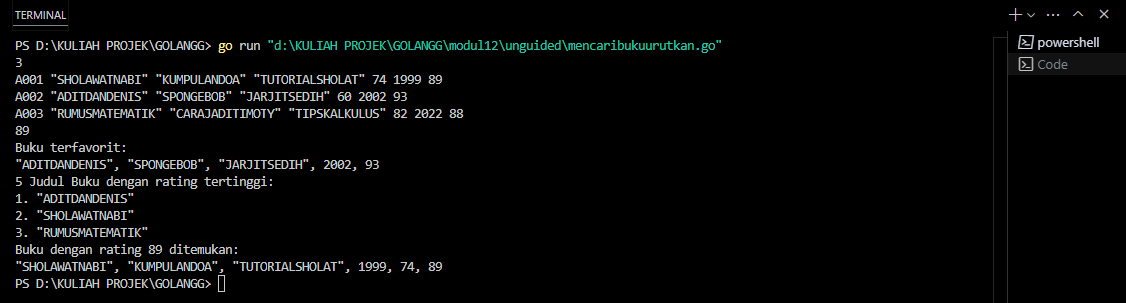 TERMINAL
PS D:\KULIAH PROJEK\GOLANGG> go run "d:\KULIAH PROJEK\GOLANGG\modul12\unguided\mencaribukuurutkan.go"
3
A001 "SHOLAWATNABI" "KUMPULANDOA" "TUTORIALSHOLAT" 74 1999 89
A002 "ADITDANDENIS" "SPONGEBOB" "JARJITSEDIH" 60 2002 93
A003 "RUMUSMATEMATIK" "CARAJADITIMOTY" "TIPSKALKULUS" 82 2022 88
89
Buku terfavorit:
"ADITDANDENIS", "SPONGEBOB", "JARJITSEDIH", 2002, 93
5 Judul Buku dengan rating tertinggi:
1. "ADITDANDENIS"
2. "SHOLAWATNABI"
3. "RUMUSMATEMATIK"
Buku dengan rating 89 ditemukan:
"SHOLAWATNABI", "KUMPULANDOA", "TUTORIALSHOLAT", 1999, 74, 89
PS D:\KULIAH PROJEK\GOLANGG>
powershell
Code